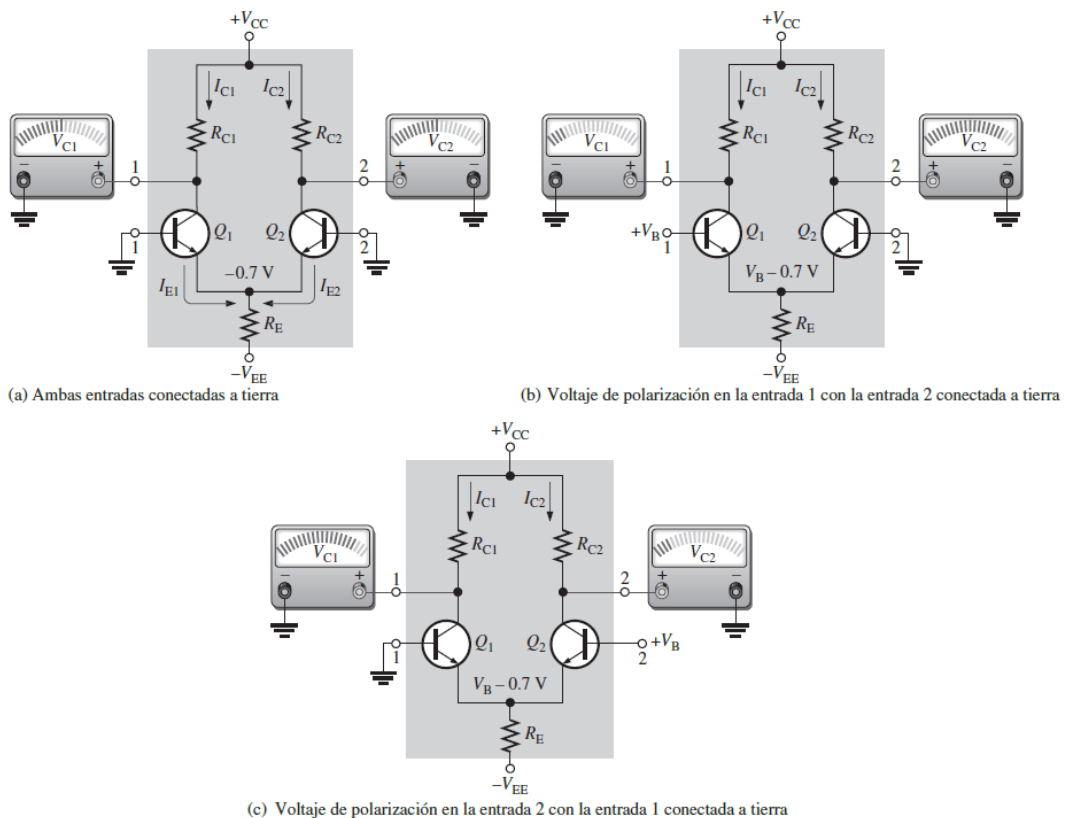 +VCC
+VCC
IC1 IC2
IC1 IC2
RC1 RC2
RC1 RC2
VC1 VC2
VC1 VC2
− + 1 2 + −
− + 1 2 + −
Q1 Q2
+VB Q1 Q2
1 2
1 2
−0.7 V
VB − 0.7 V
IE1 IE2
RE
RE
−VEE
−VEE
(a) Ambas entradas conectadas a tierra
(b) Voltaje de polarización en la entrada 1 con la entrada 2 conectada a tierra
+VCC
IC1 IC2
RC1 RC2
VC1 VC2
− + 1 2 + −
Q1 Q2 +VB
1 2
VB − 0.7 V
RE
−VEE
(c) Voltaje de polarización en la entrada 2 con la entrada 1 conectada a tierra